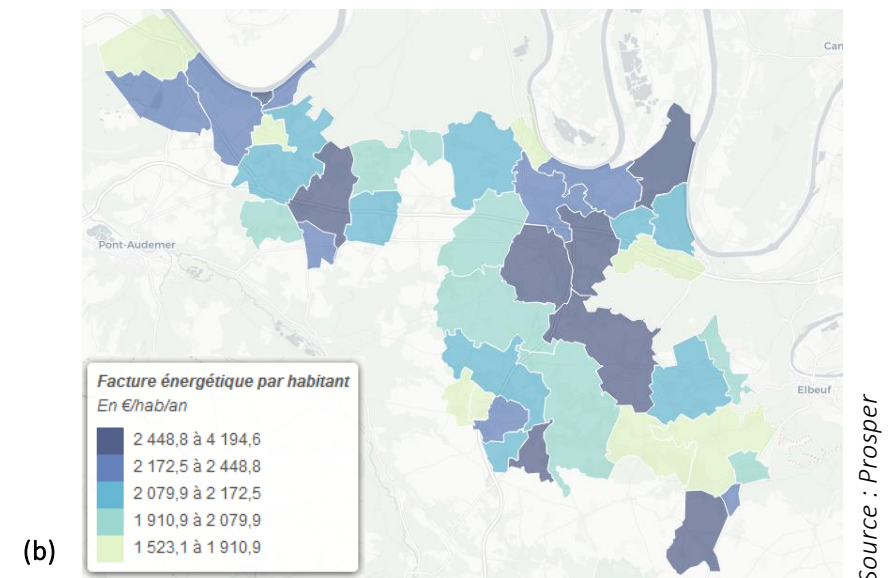 Can
Pont-Audemer
Elbeuf
Facture énergétique par habitant
En €/hab/an
2 448,8 à 4 194,6
2 172,5 à 2 448,8
2 079,9 à 2 172,5
1 910,9 à 2 079,9
1 523,1 à 1 910,9
(b)
Source : Prosper